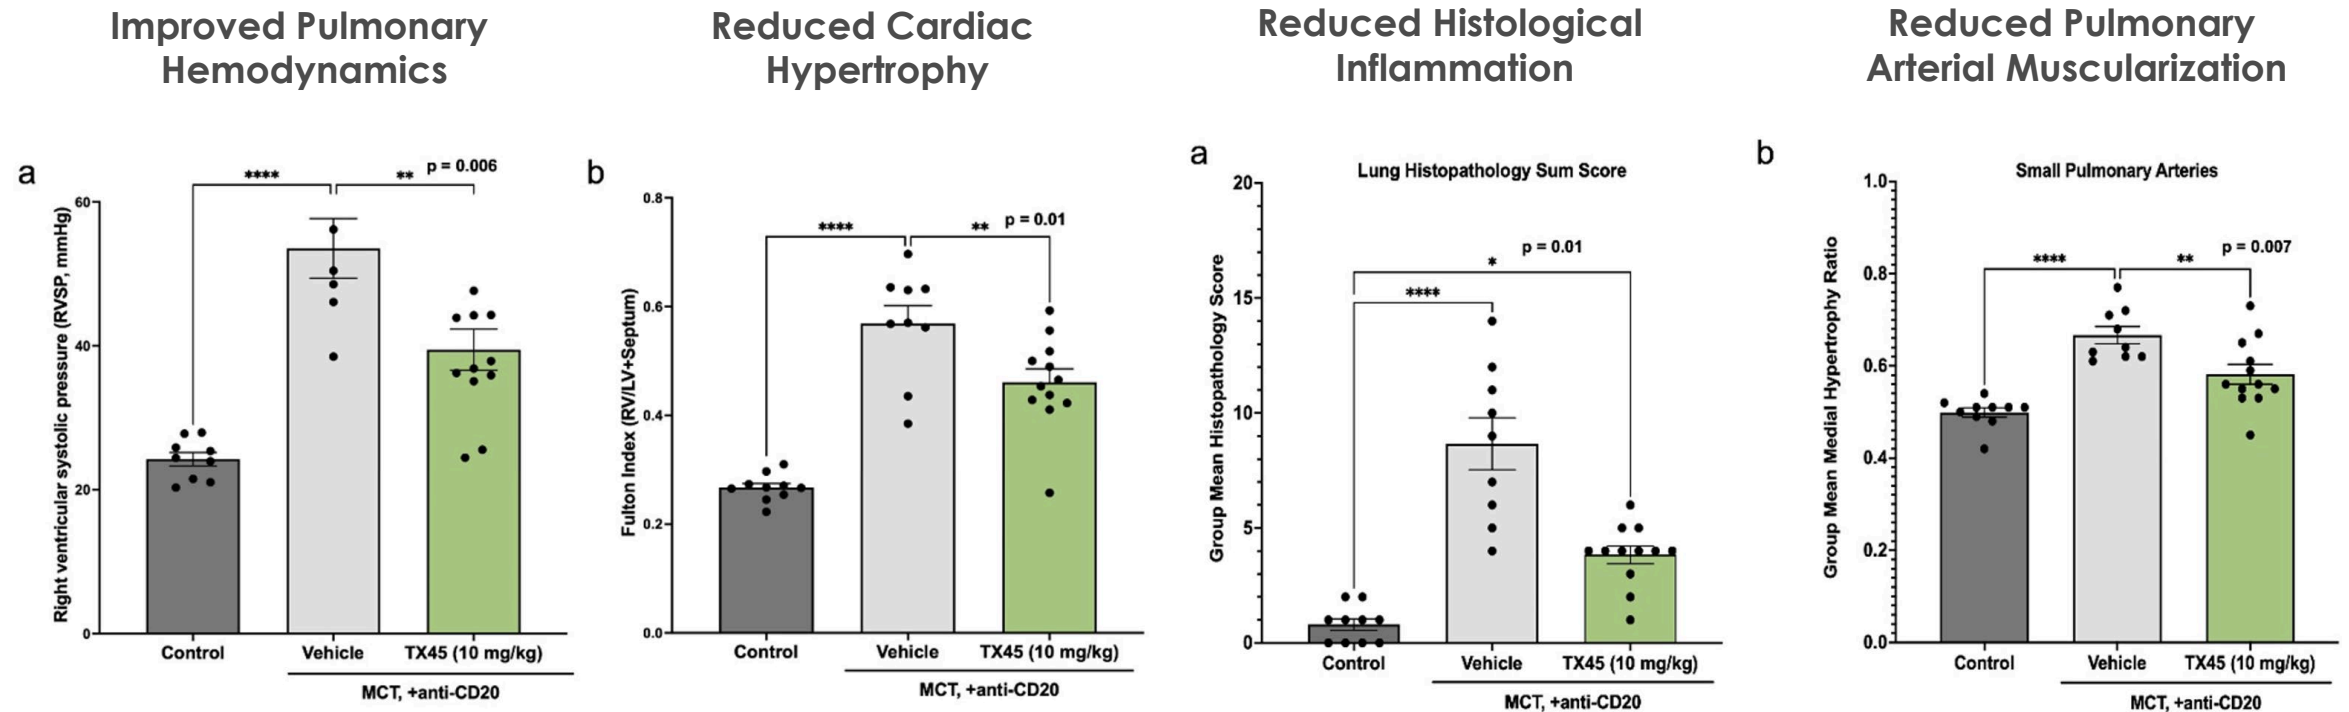 Improved Pulmonary
Hemodynamics
a
Right ventricular systolic pressure (RVSP, mmHg)
60
40
20
0
****
**
p = 0.006
Control
Vehicle
TX45 (10 mg/kg)
MCT, +anti-CD20
Reduced Cardiac
Hypertrophy
b
Fulton Index (RV/LV+Septum)
0.8
0.6
0.4
0.2
0.0
****
**
p = 0.01
Control
Vehicle
TX45 (10 mg/kg)
MCT, +anti-CD20
Reduced Histological
Inflammation
a
Lung Histopathology Sum Score
Group Mean Histopathology Score
20
15
10
5
0
*
p = 0.01
****
Control
Vehicle
TX45 (10 mg/kg)
MCT, +anti-CD20
Reduced Pulmonary
Arterial Muscularization
b
Small Pulmonary Arteries
Group Mean Medial Hypertrophy Ratio
1.0
0.8
0.6
0.4
0.2
0.0
****
**
p = 0.007
Control
Vehicle
TX45 (10 mg/kg)
MCT, +anti-CD20